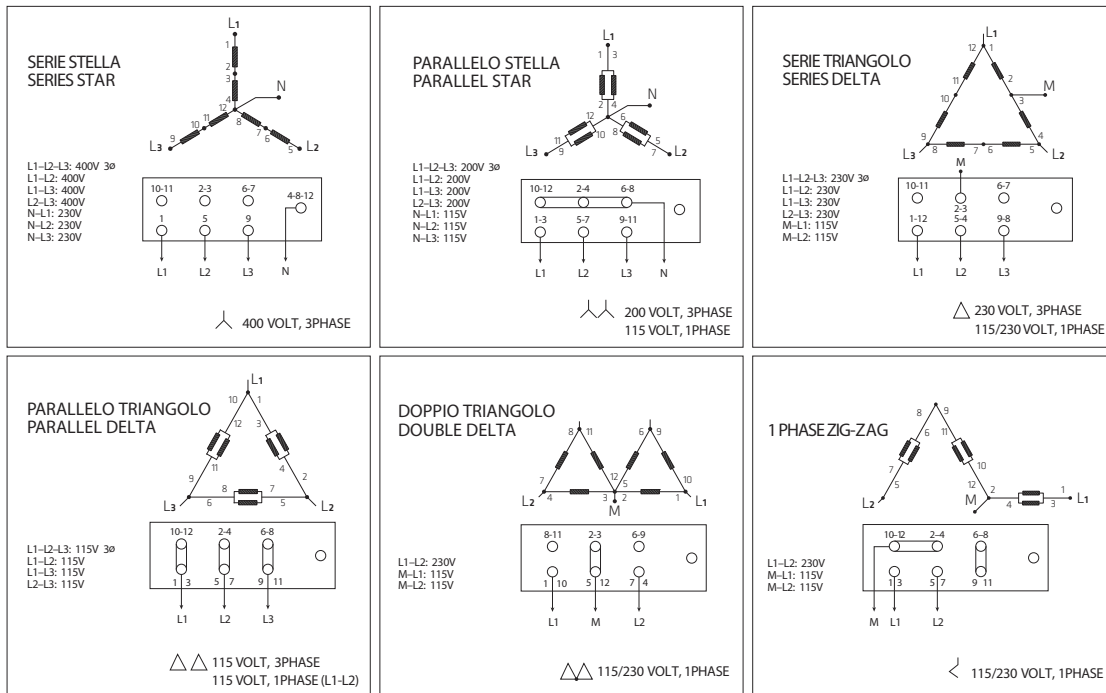 SERIE STELLA
SERIES STAR
L1
1
2
3
4
N
12
11
10
9
8
7
6
5
L3
L2
L1-L2-L3: 400V 3ø
L1-L2: 400V
L1-L3: 400V
L2-L3: 400V
N-L1: 230V
N-L2: 230V
N-L3: 230V
10-11 2-3 6-7 4-8-12
1 5 9
L1 L2 L3 N
400 VOLT, 3PHASE
PARALLELO STELLA
PARALLEL STAR
L1
1 3
2 4
N
12
10
11
9
6
8
5
7
L3
L2
L1-L2-L3: 200V 3ø
L1-L2: 200V
L1-L3: 200V
L2-L3: 200V
N-L1: 115V
N-L2: 115V
N-L3: 115V
10-12 2-4 6-8
1-3 5-7 9-11
L1 L2 L3 N
200 VOLT, 3PHASE
115 VOLT, 1PHASE
SERIE TRIANGOLO
SERIES DELTA
L1
12 1
11
2
10
3
M
9
4
L3
8 7 6 5
L2
L1-L2-L3: 230V 3ø
L1-L2: 230V
L1-L3: 230V
L2-L3: 230V
M-L1: 115V
M-L2: 115V
M
10-11 2-3 6-7
1-12 5-4 9-8
L1 L2 L3
230 VOLT, 3PHASE
115/230 VOLT, 1PHASE
PARALLELO TRIANGOLO
PARALLEL DELTA
L1
10 1
12 3
11 4
9 2
8 7
6 5
L3 L2
L1-L2-L3: 115V 3ø
L1-L2: 115V
L1-L3: 115V
L2-L3: 115V
10-12 2-4 6-8
1 3 5 7 9 11
L1 L2 L3
115 VOLT, 3PHASE
115 VOLT, 1PHASE (L1-L2)
DOPPIO TRIANGOLO
DOUBLE DELTA
8 11 6 9
7 12 5 10
L2 4 3 2 1 L1
M
L1-L2: 230V
M-L1: 115V
M-L2: 115V
8-11 2-3 6-9
1 10 5 12 7 4
L1 M L2
115/230 VOLT, 1PHASE
1 PHASE ZIG-ZAG
8 9
6 11
7 10
5 12
L2
M
2
4
1
3
L1
L1-L2: 230V
M-L1: 115V
M-L2: 115V
10-12 2-4 6-8
1 3 5 7 9 11
M L1 L2
115/230 VOLT, 1PHASE